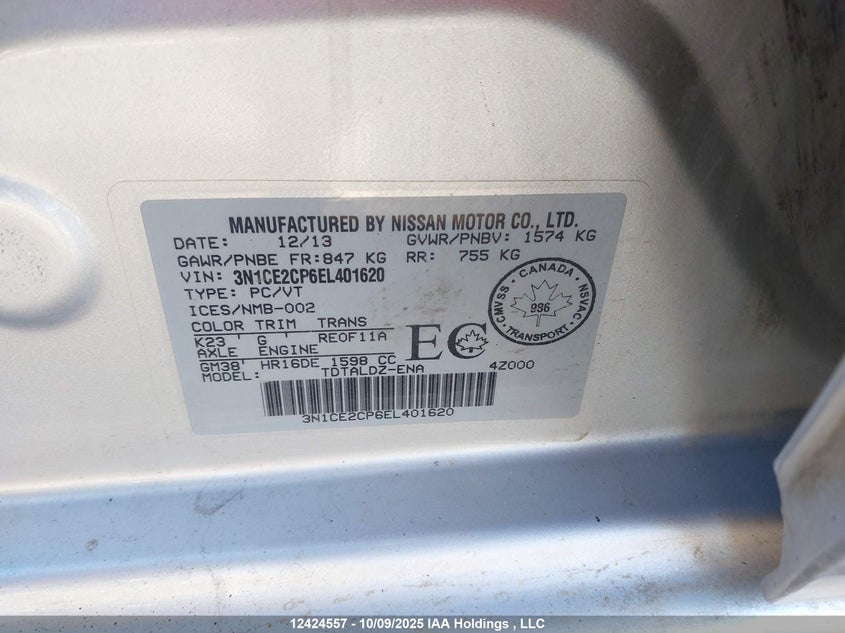 MANUFACTURED BY NISSAN MOTOR CO., LTD.
DATE: 12/13 GVWR/PNBV: 1574 KG
GAWR/PNBE FR:847 KG RR: 755 KG
VIN: 3N1CE2CP6EL401620
TYPE: PC/VT
ICES/NMB-002
COLOR TRIM TRANS
K23 G RE0F11A
AXLE ENGINE
GM38 HR16DE 1598 CC
MODEL: TDTALDZ-ENA 4Z000
EC
CANADA
CMVSS NSVAC
986
TRANSPORT
3N1CE2CP6EL401620
12424557 - 10/09/2025 IAA Holdings , LLC